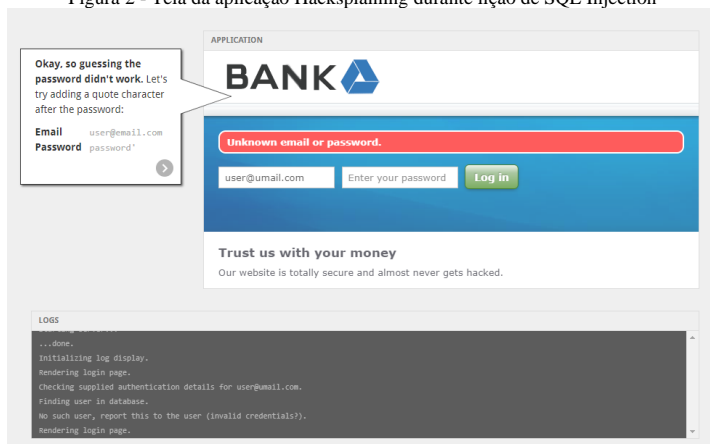 Figura 2 - Tela da aplicação Hacksplaining durante lição de SQL Injection
APPLICATION
Okay, so guessing the
password didn't work. Let's
try adding a quote character
after the password:
Email user@email.com
Password password'
BANK
Unknown email or password.
user@umail.com Enter your password Log in
Trust us with your money
Our website is totally secure and almost never gets hacked.
LOGS
...done.
Initializing log display.
Rendering login page.
Checking supplied authentication details for user@umail.com.
Finding user in database.
No such user, report this to the user (invalid credentials?).
Rendering login page.